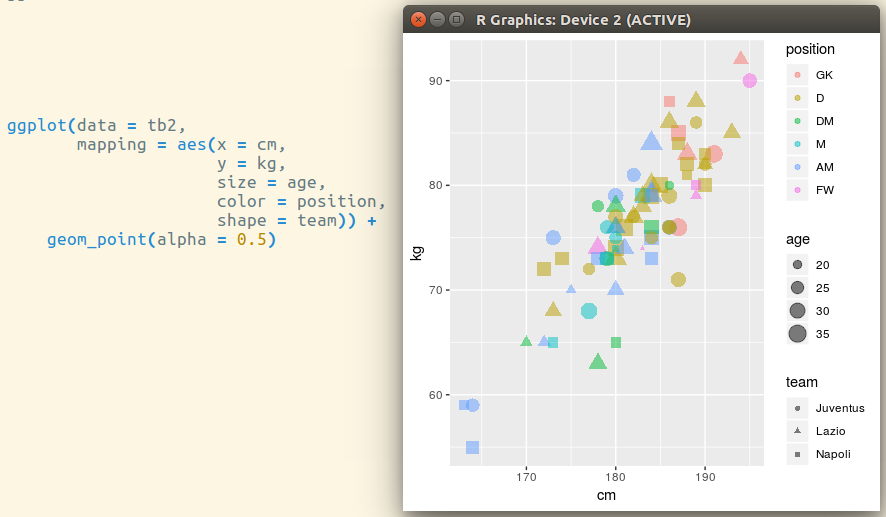 ggplot(data = tb2,
mapping = aes(x = cm,
y = kg,
size = age,
color = position,
shape = team)) +
geom_point(alpha = 0.5)
R Graphics: Device 2 (ACTIVE)
kg
90
80
70
60
170 180 190
cm
position
GK
D
DM
M
AM
FW
age
20
25
30
35
team
Juventus
Lazio
Napoli